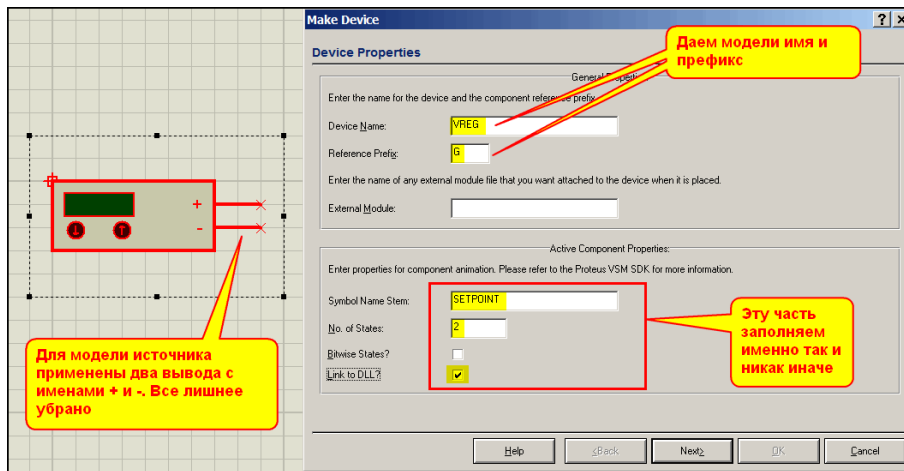 Make Device
Device Properties
Даем модели имя и
префикс
General Properti
Enter the name for the device and the component reference prefix.
Device Name:
VREG
Reference Prefix:
G
Enter the name of any external module file that you want attached to the device when it is placed.
External Module:
Active Component Properties:
Enter properties for component animation. Please refer to the Proteus VSM SDK for more information.
Symbol Name Stem:
SETPOINT
No. of States:
2
Bitwise States?
Link to DLL?
Эту часть
заполняем
именно так и
никак иначе
+
-
Для модели источника
применены два вывода с
именами + и -. Все лишнее
убрано
Help
<Back
Next>
OK
Cancel